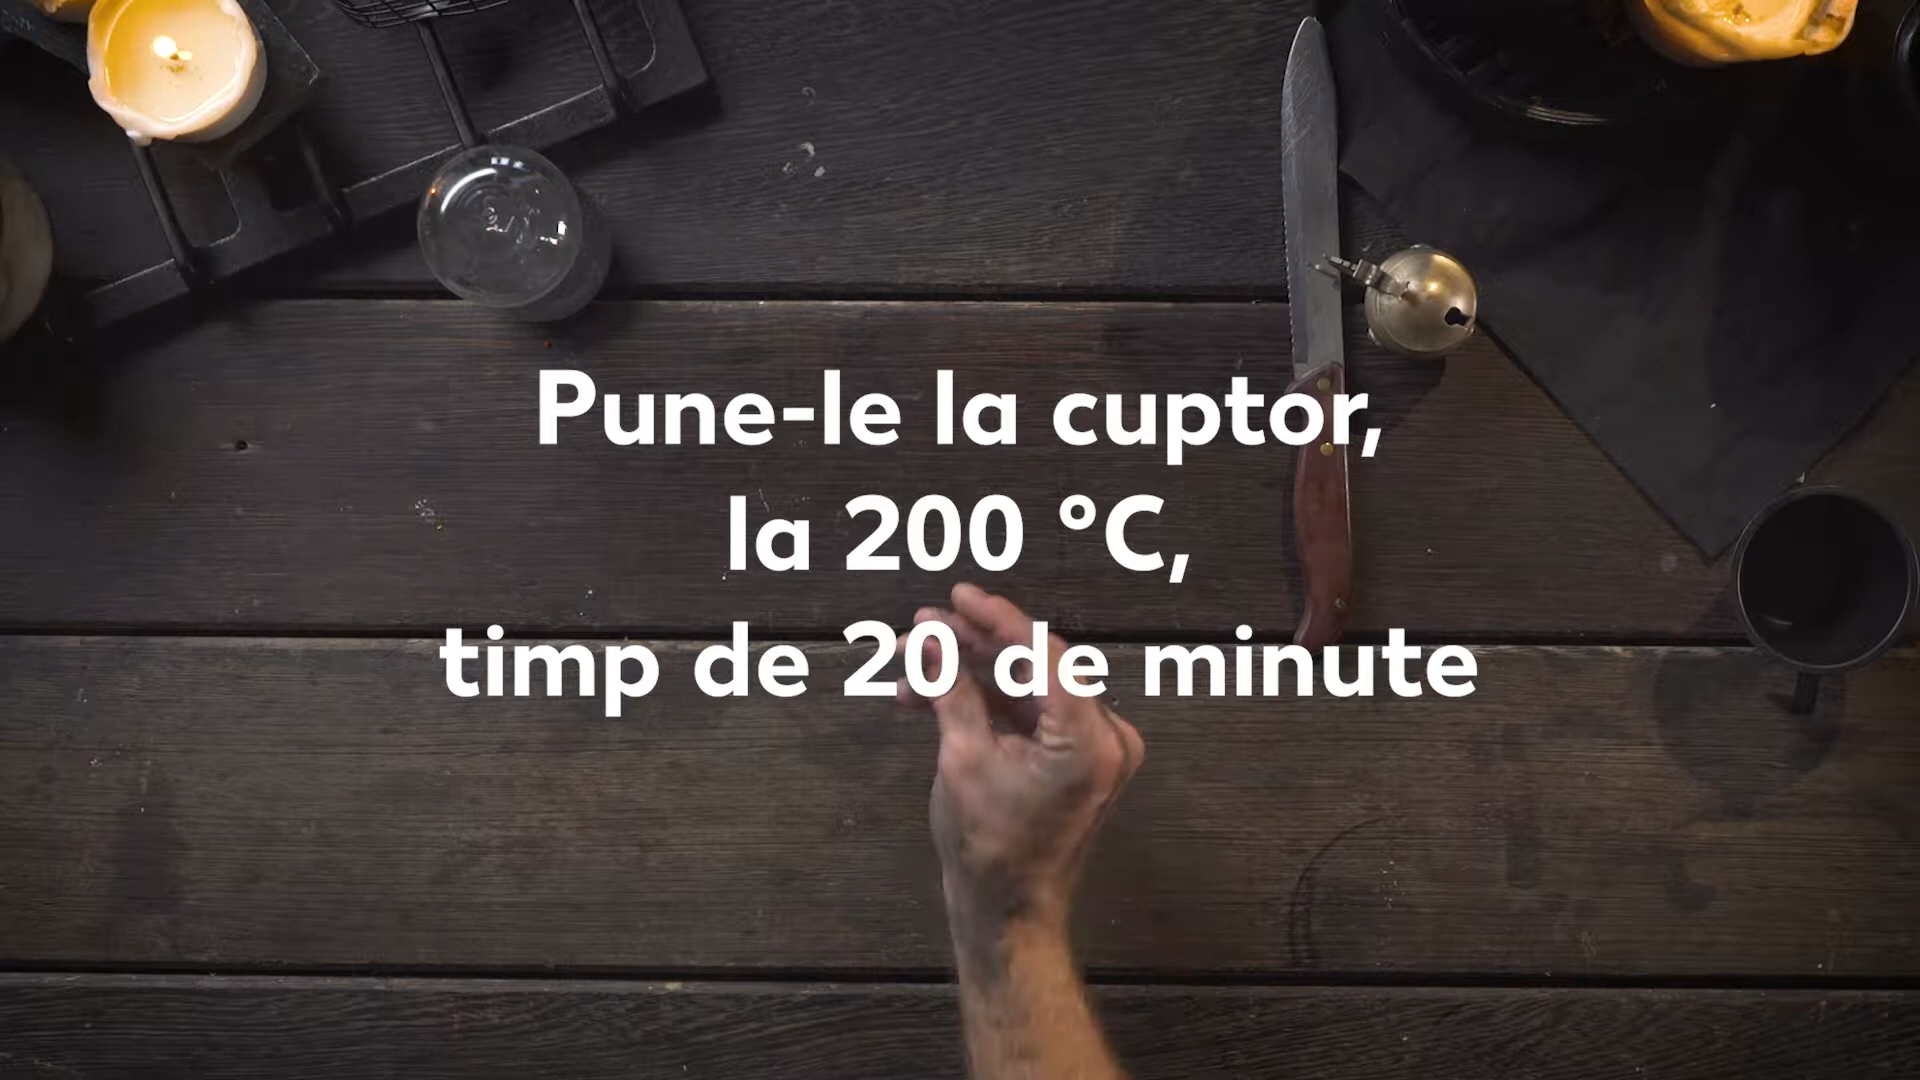 Pune-le la cuptor,
la 200 °C,
timp de 20 de minute